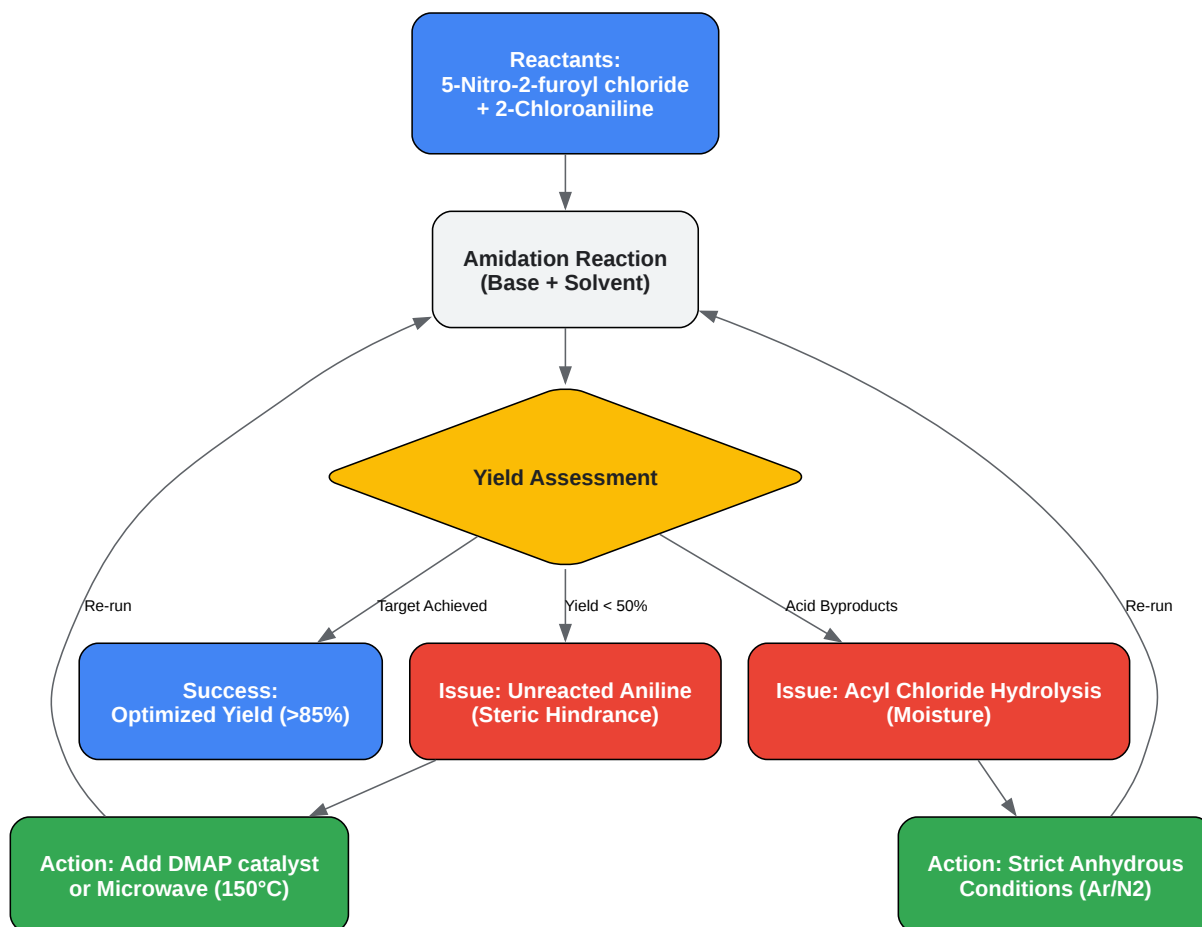 Reactants:
5-Nitro-2-furoyl chloride
+ 2-Chloroaniline
Amidation Reaction
(Base + Solvent)
Yield Assessment
Re-run
Target Achieved
Yield < 50%
Acid Byproducts
Re-run
Success:
Optimized Yield (>85%)
Issue: Unreacted Aniline
(Steric Hindrance)
Issue: Acyl Chloride Hydrolysis
(Moisture)
Action: Add DMAP catalyst
or Microwave (150°C)
Action: Strict Anhydrous
Conditions (Ar/N2)